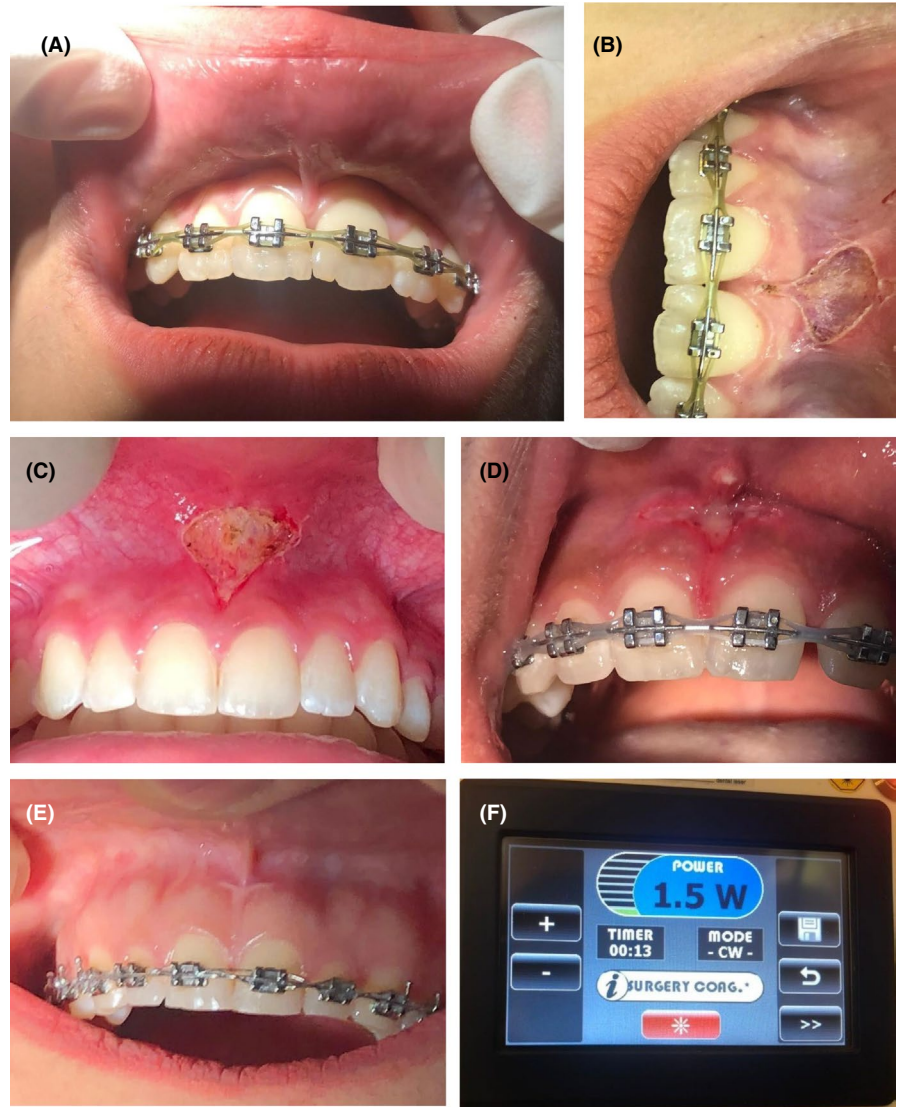 (A)
(B)
(C)
(D)
(E)
(F)
POWER
1.5 W
TIMER
00:13
MODE
- CW -
+
-
i SURGERY COAG.*
>>